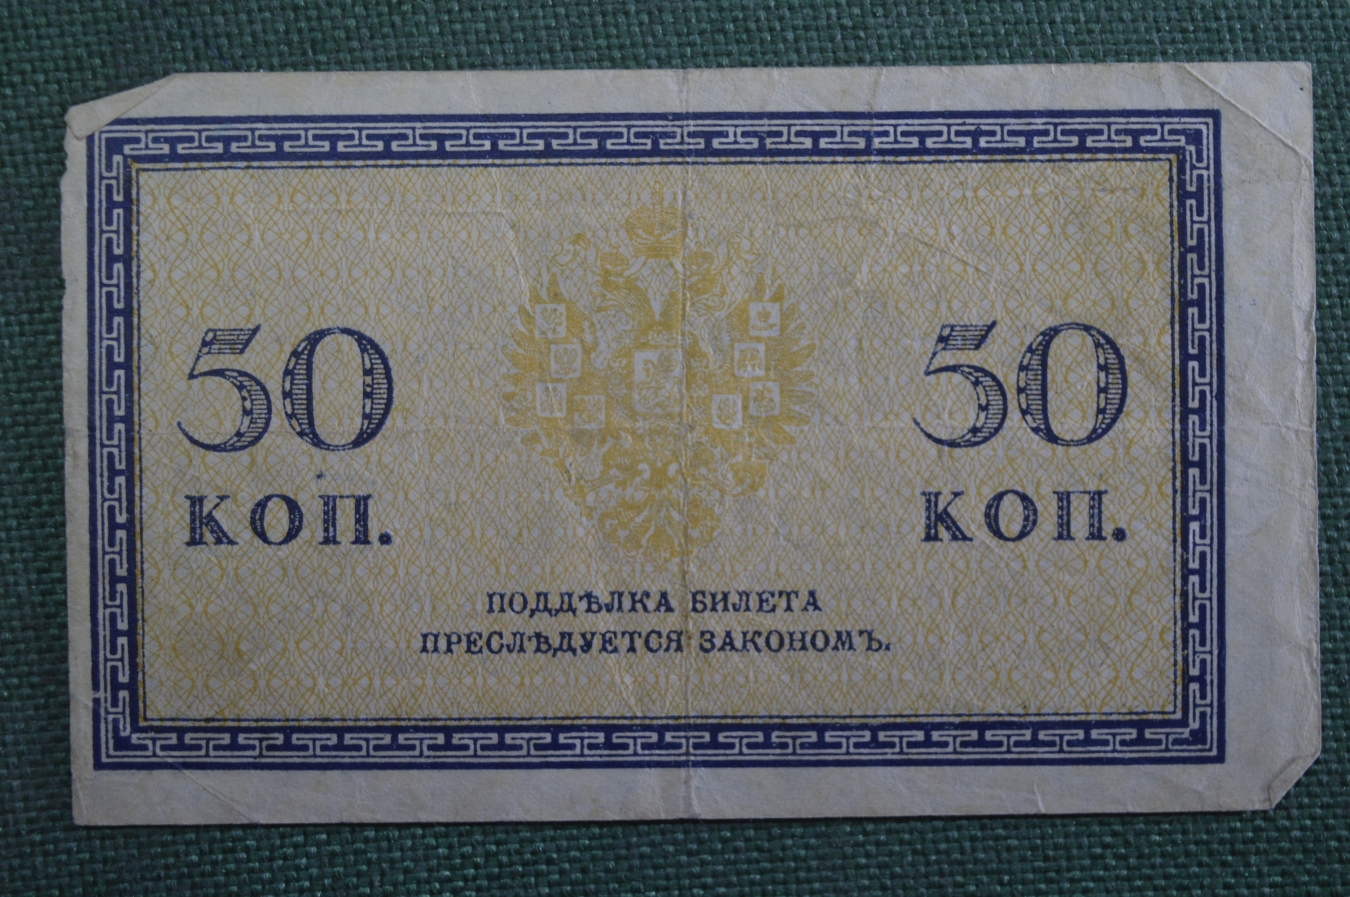 50 50
КОП. КОП.
ПОДДѢЛКА БИЛЕТА
ПРЕСЛѢДУЕТСЯ ЗАКОНОМЪ.